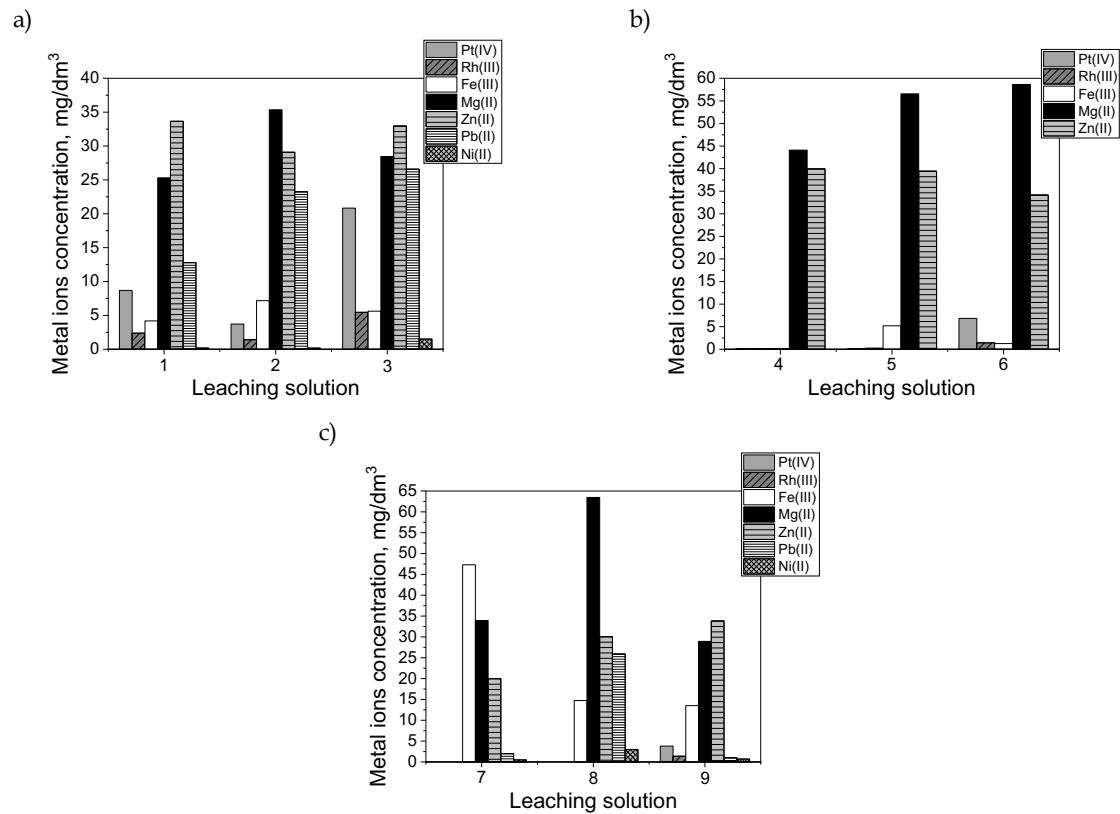 a)
Metal ions concentration, mg/dm³
40
35
30
25
20
15
10
5
0
1
2
3
Leaching solution
Pt(IV)
Rh(III)
Fe(III)
Mg(II)
Zn(II)
Pb(II)
Ni(II)
b)
Metal ions concentration, mg/dm³
60
55
50
45
40
35
30
25
20
15
10
5
0
4
5
6
Leaching solution
Pt(IV)
Rh(III)
Fe(III)
Mg(II)
Zn(II)
c)
Metal ions concentration, mg/dm³
65
60
55
50
45
40
35
30
25
20
15
10
5
0
7
8
9
Leaching solution
Pt(IV)
Rh(III)
Fe(III)
Mg(II)
Zn(II)
Pb(II)
Ni(II)